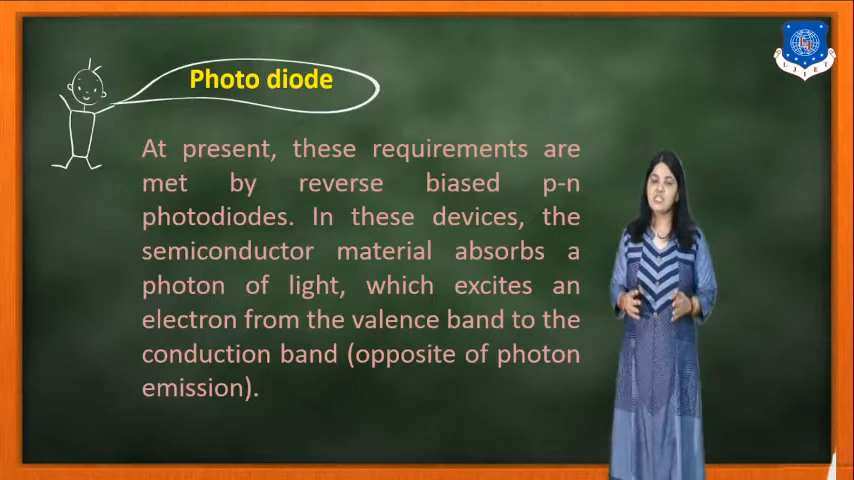 Photo diode
At present, these requirements are
met by reverse biased p-n
photodiodes. In these devices, the
semiconductor material absorbs a
photon of light, which excites an
electron from the valence band to the
conduction band (opposite of photon
emission).
LJIET